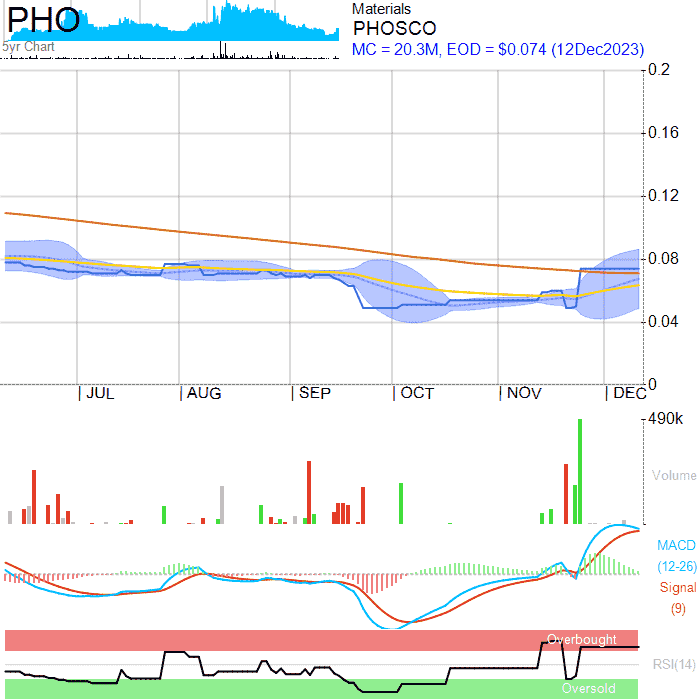 PHO
5yr Chart
Materials
PHOSCO
MC = 20.3M, EOD = $0.074 (12Dec2023)
0.2
0.16
0.12
0.08
0.04
0
JUL
AUG
SEP
OCT
NOV
DEC
490k
Volume
MACD
(12-26)
Signal
(9)
Overbought
RSI(14)
Oversold